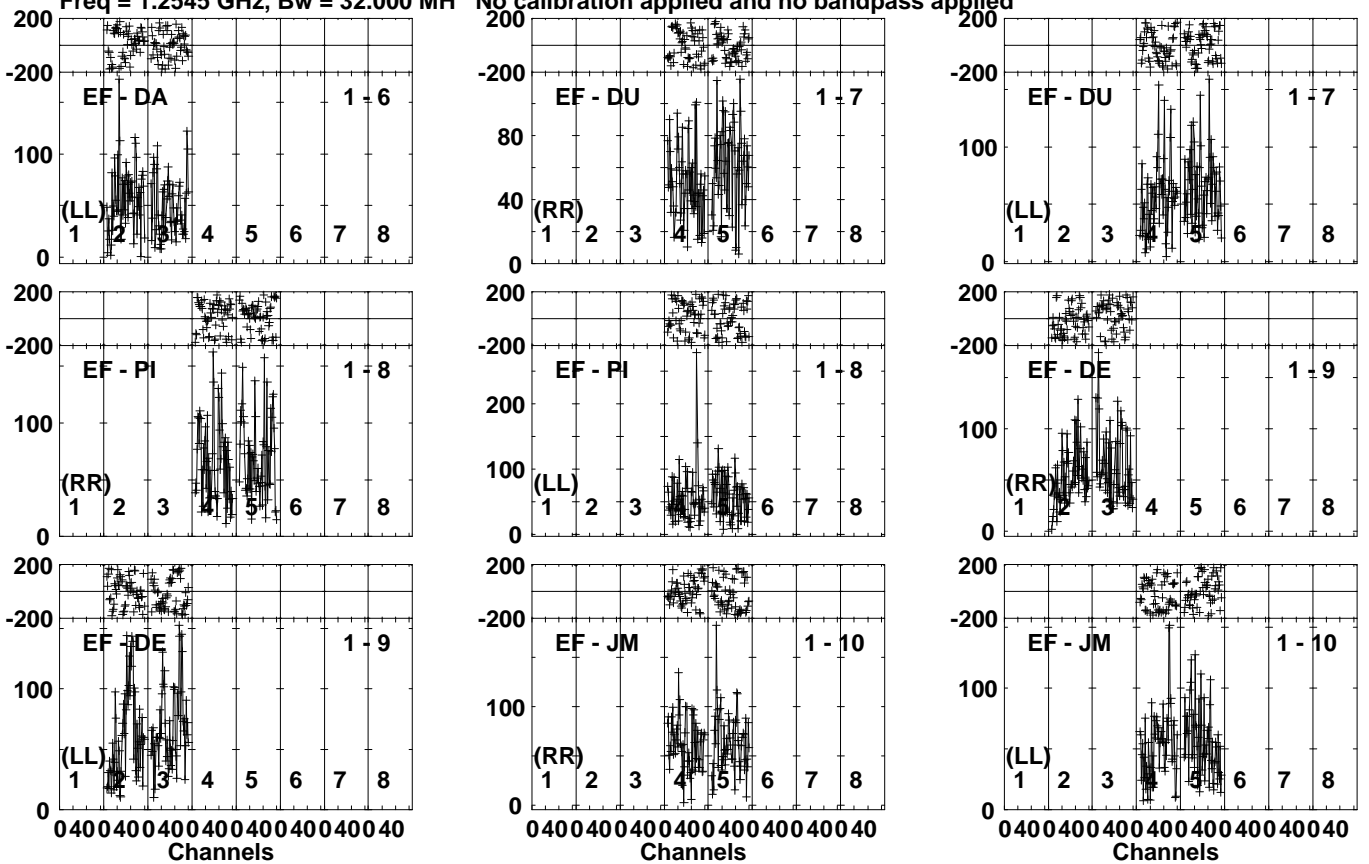 Freq = 1.2545 GHz, Bw = 32.000 MH No calibration applied and no bandpass applied
200 200 200
-200 -200 -200
EF - DA 1 - 6 EF - DU 1 - 7 EF - DU 1 - 7
100 80 100
40
(LL) (RR) (LL)
1 2 3 4 5 6 7 8 1 2 3 4 5 6 7 8 1 2 3 4 5 6 7 8
0 0 0
200 200 200
-200 -200 -200
EF - PI 1 - 8 EF - PI 1 - 8 EF - DE 1 - 9
100 200 100
100
(RR) (LL) (RR)
1 2 3 4 5 6 7 8 1 2 3 4 5 6 7 8 1 2 3 4 5 6 7 8
0 0 0
200 200 200
-200 -200 -200
EF - DE 1 - 9 EF - JM 1 - 10 EF - JM 1 - 10
100 100 100
(LL) (RR) (LL)
1 2 3 4 5 6 7 8 1 2 3 4 5 6 7 8 1 2 3 4 5 6 7 8
0 0 0
0 40 0 40 0 40 0 40 0 40 0 40 0 40 0 40 0 40 0 40 0 40 0 40 0 40 0 40 0 40 0 40 0 40 0 40 0 40 0 40 0 40 0 40 0 40 0 40
Channels Channels Channels